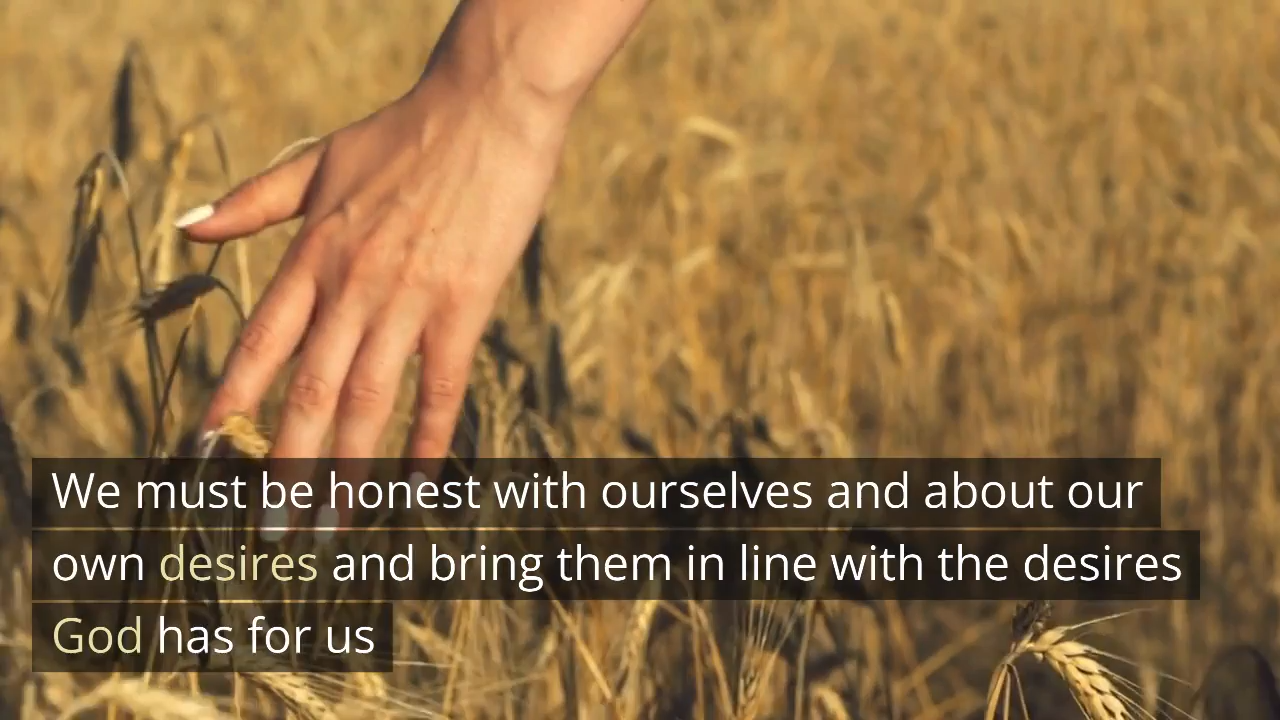 We must be honest with ourselves and about our
own desires and bring them in line with the desires
God has for us